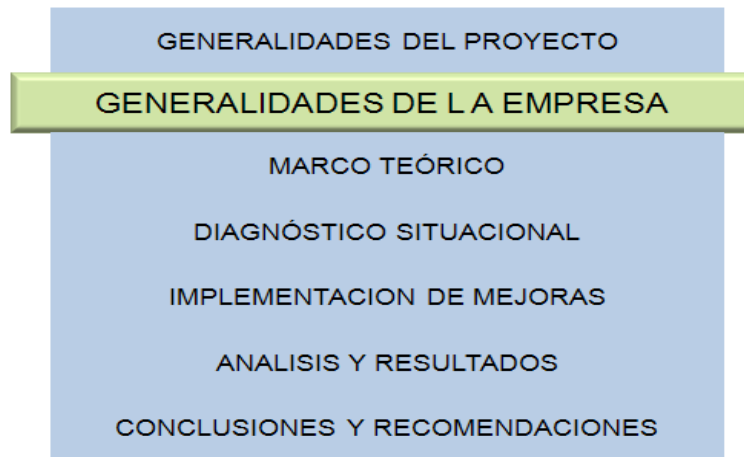 GENERALIDADES DEL PROYECTO
GENERALIDADES DE L A EMPRESA
MARCO TEÓRICO
DIAGNÓSTICO SITUACIONAL
IMPLEMENTACION DE MEJORAS
ANALISIS Y RESULTADOS
CONCLUSIONES Y RECOMENDACIONES